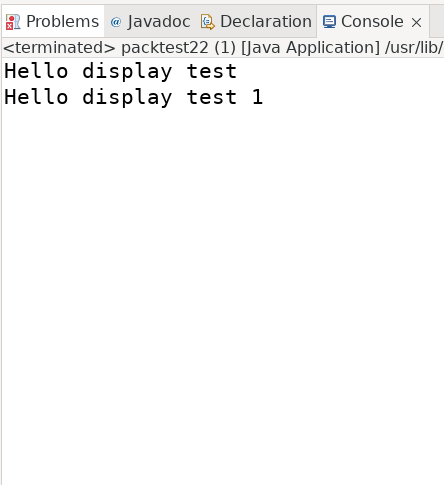 Problems @ Javadoc Declaration Console
<terminated> packtest22 (1) [Java Application] /usr/lib/
Hello display test
Hello display test 1